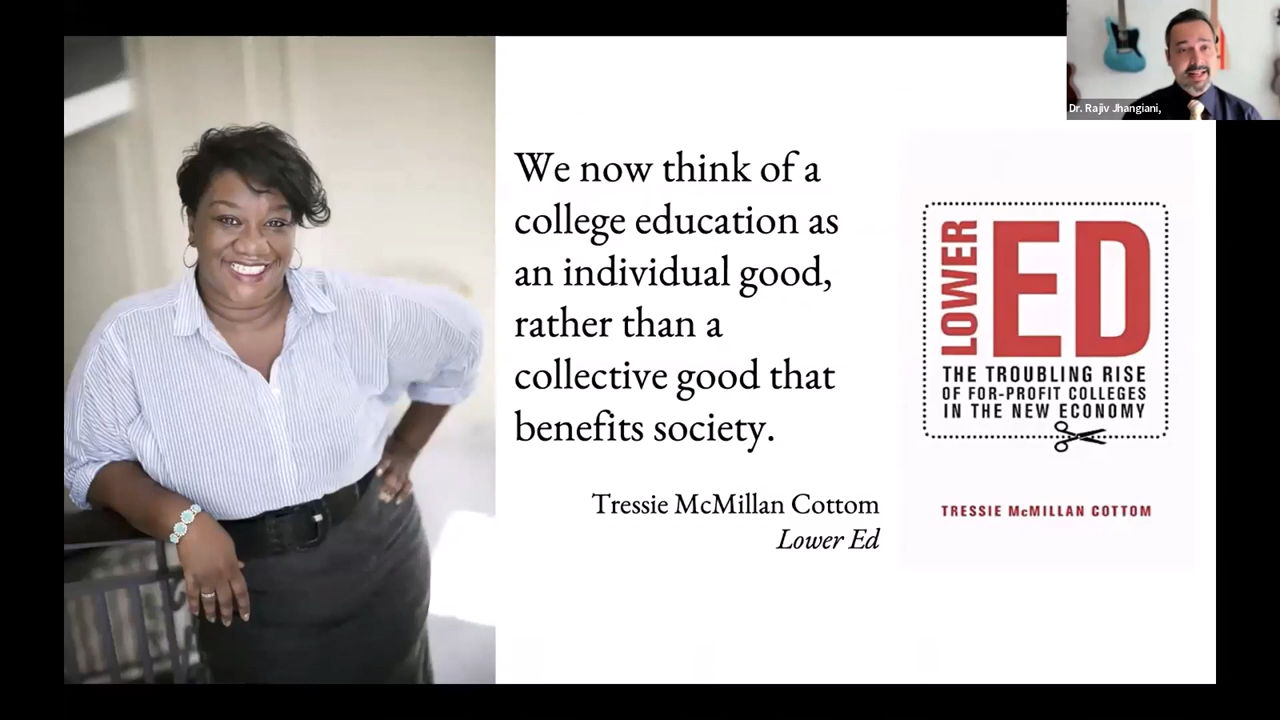 Dr. Rajiv Jhangiani,
We now think of a
college education as
an individual good,
rather than a
collective good that
benefits society.
Tressie McMillan Cottom
Lower Ed
LOWER
ED
THE TROUBLING RISE
OF FOR-PROFIT COLLEGES
IN THE NEW ECONOMY
TRESSIE McMILLAN COTTOM